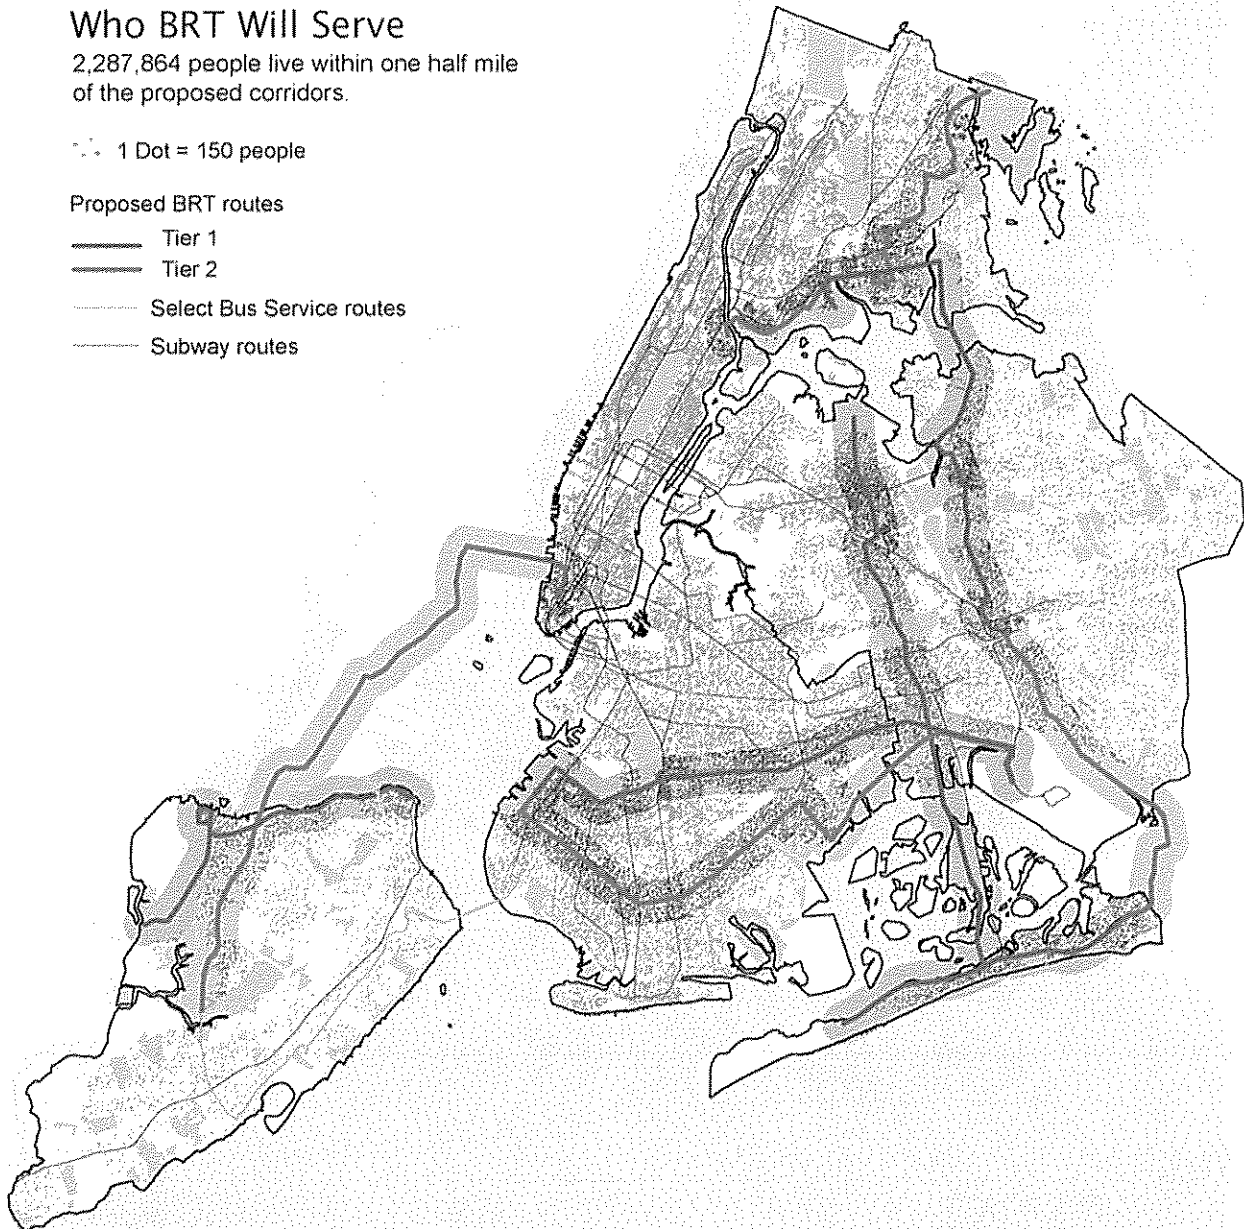 Who BRT Will Serve
2,287,864 people live within one half mile
of the proposed corridors.
1 Dot = 150 people
Proposed BRT routes
Tier 1
Tier 2
Select Bus Service routes
Subway routes